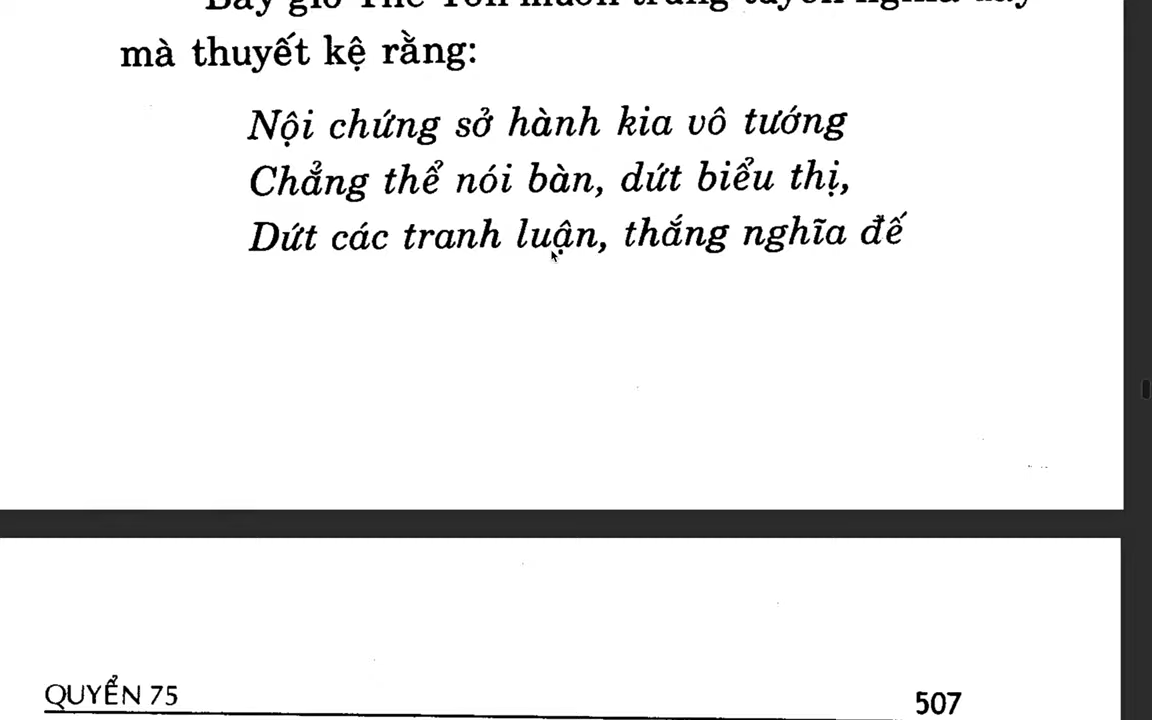 mà thuyết kệ rằng:
Nội chứng sở hành kia vô tướng
Chẳng thể nói bàn, dứt biểu thị,
Dứt các tranh luận, thắng nghĩa đế
QUYỂN 75
507